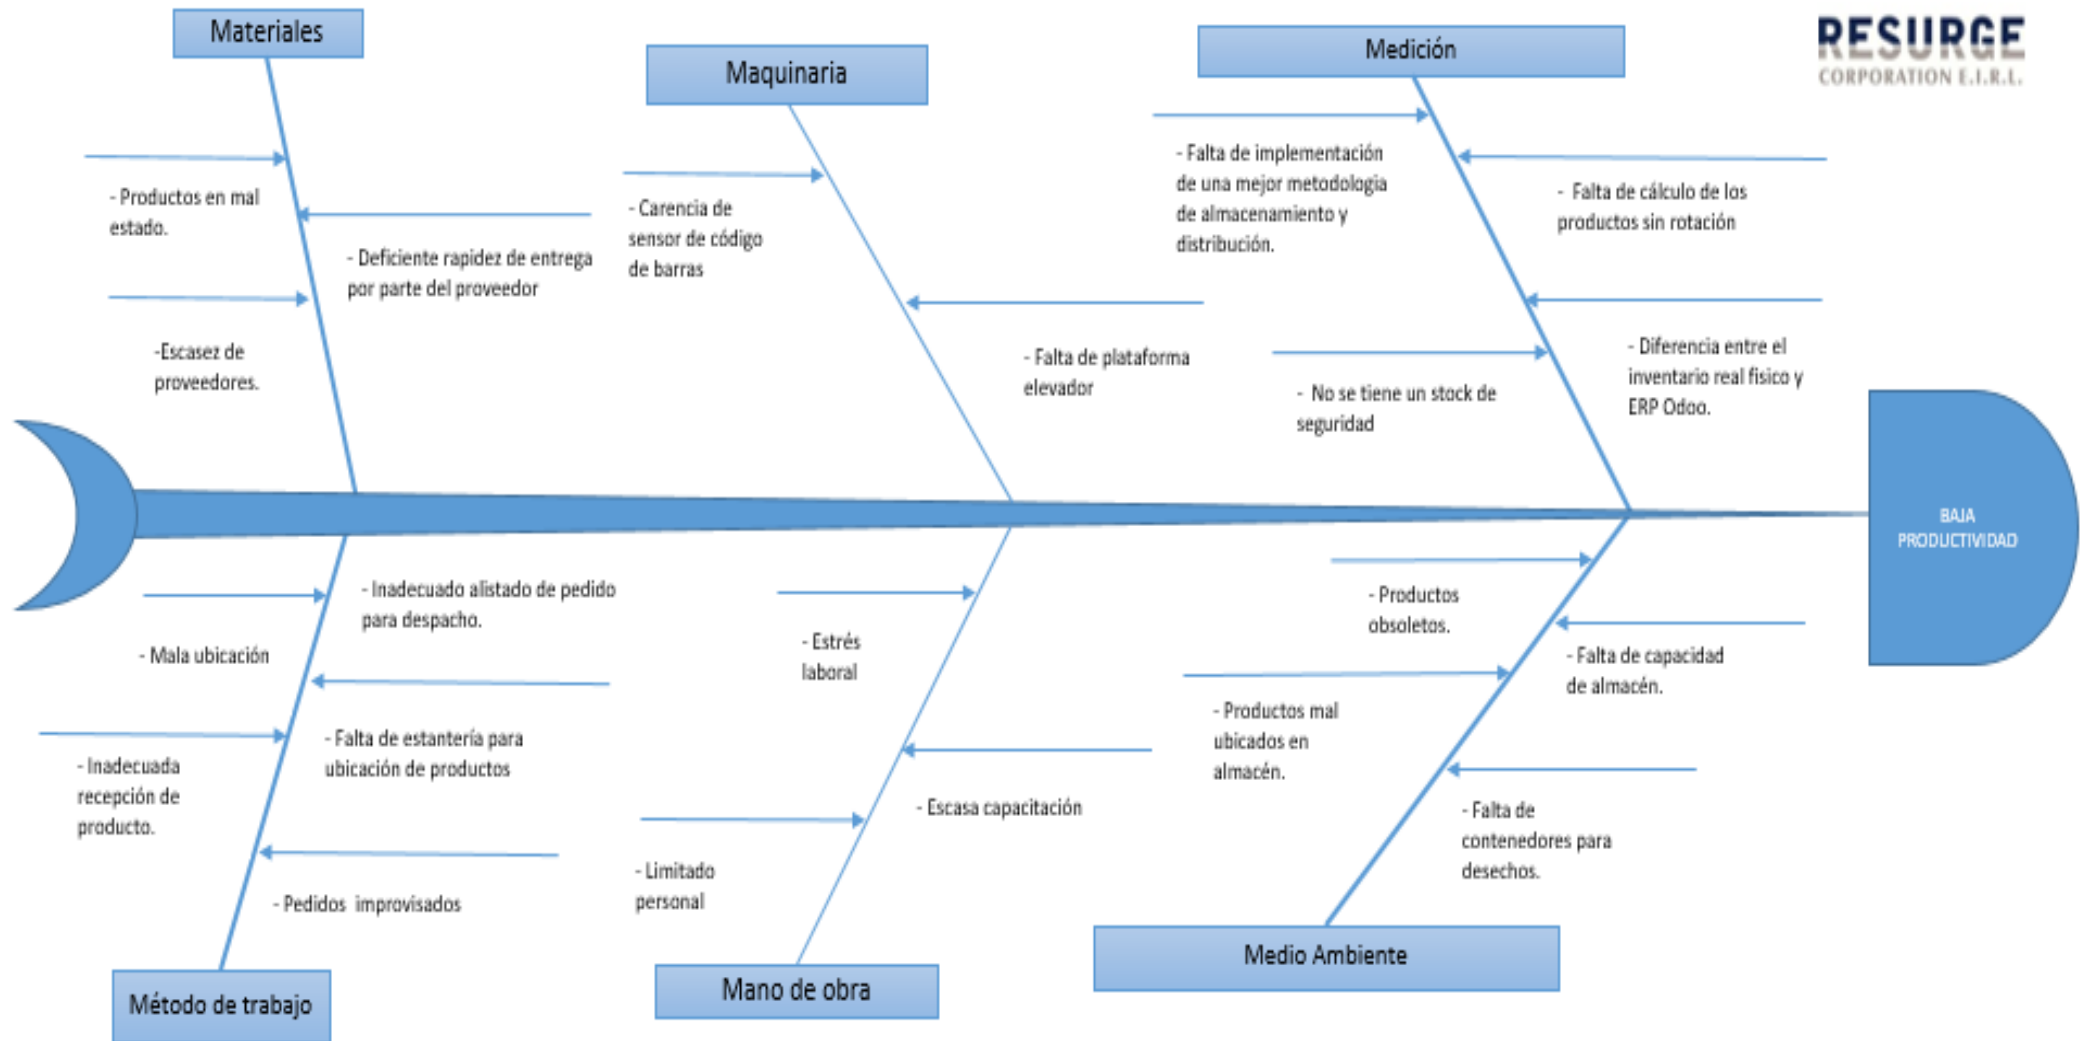 Materiales
Maquinaria
Medición
RESURGE
CORPORATION E.I.R.L.
- Productos en mal
estado.
- Deficiente rapidez de entrega
por parte del proveedor
-Escasez de
proveedores.
- Carencia de
sensor de código
de barras
- Falta de plataforma
elevador
- Falta de implementación
de una mejor metodologia
de almacenamiento y
distribución.
- Falta de cálculo de los
productos sin rotación
- No se tiene un stock de
seguridad
- Diferencia entre el
inventario real fisico y
ERP Odoo.
BAJA
PRODUCTIVIDAD
- Inadecuado alistado de pedido
para despacho.
- Mala ubicación
- Falta de estantería para
ubicación de productos
- Inadecuada
recepción de
producto.
- Pedidos improvisados
- Estrés
laboral
- Escasa capacitación
- Limitado
personal
- Productos
obsoletos.
- Falta de capacidad
de almacén.
- Productos mal
ubicados en
almacén.
- Falta de
contenedores para
desechos.
Método de trabajo
Mano de obra
Medio Ambiente